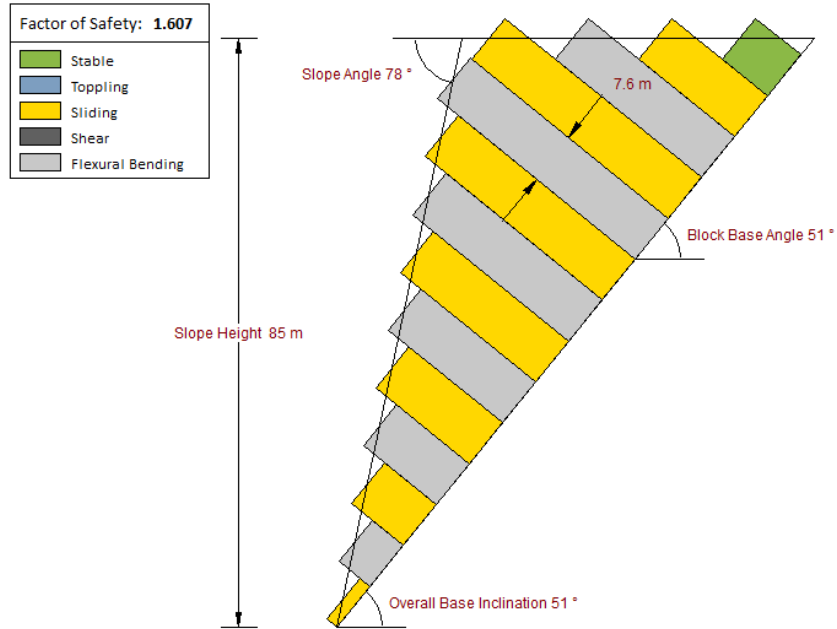 Factor of Safety: 1.607
Stable
Toppling
Sliding
Shear
Flexural Bending
Slope Angle 78 °
7.6 m
Block Base Angle 51 °
Slope Height 85 m
Overall Base Inclination 51 °